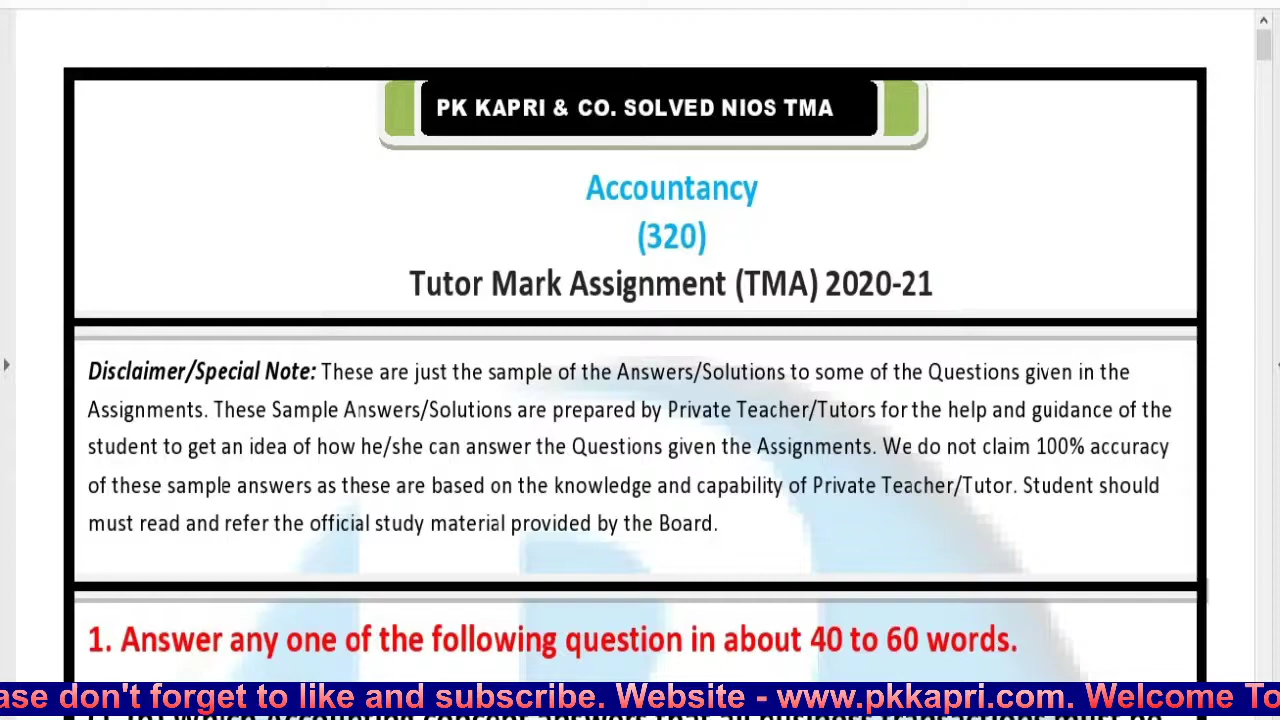 PK KAPRI & CO. SOLVED NIOS TMA
Accountancy
(320)
Tutor Mark Assignment (TMA) 2020-21
Disclaimer/Special Note: These are just the sample of the Answers/Solutions to some of the Questions given in the
Assignments. These Sample Answers/Solutions are prepared by Private Teacher/Tutors for the help and guidance of the
student to get an idea of how he/she can answer the Questions given the Assignments. We do not claim 100% accuracy
of these sample answers as these are based on the knowledge and capability of Private Teacher/Tutor. Student should
must read and refer the official study material provided by the Board.
1. Answer any one of the following question in about 40 to 60 words.
ase don't forget to like and subscribe. Website - www.pkkapri.com. Welcome To